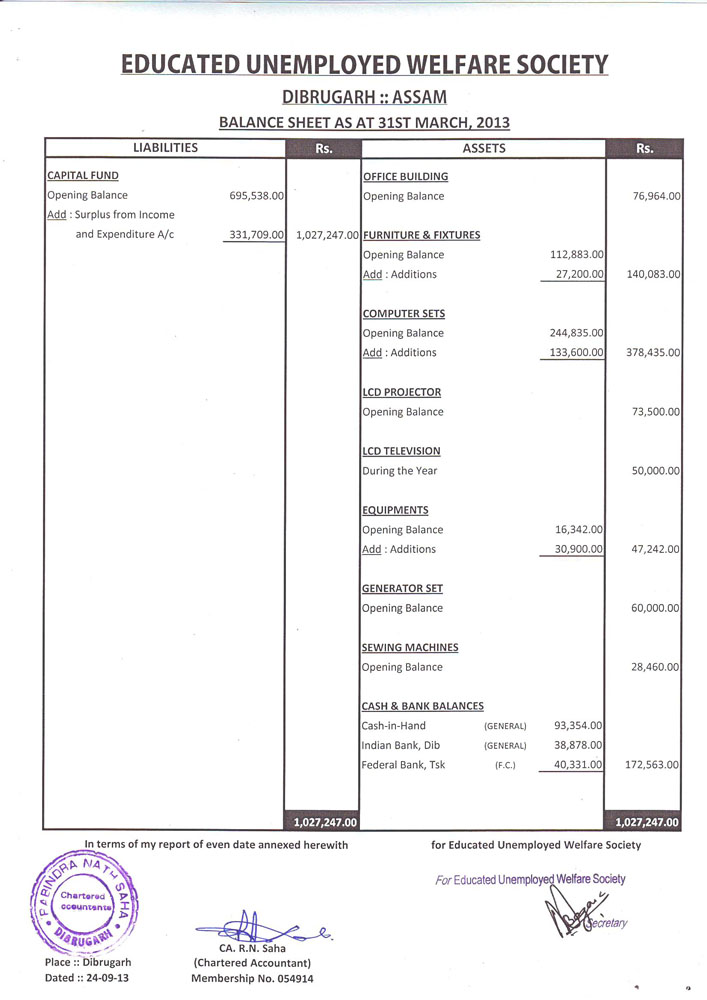 EDUCATED UNEMPLOYED WELFARE SOCIETY
DIBRUGARH :: ASSAM
BALANCE SHEET AS AT 31ST MARCH, 2013
LIABILITIES Rs. ASSETS Rs.
CAPITAL FUND OFFICE BUILDING
Opening Balance 695,538.00 Opening Balance 76,964.00
Add : Surplus from Income
and Expenditure A/c 331,709.00 1,027,247.00 FURNITURE & FIXTURES
Opening Balance 112,883.00
Add : Additions 27,200.00 140,083.00
COMPUTER SETS
Opening Balance 244,835.00
Add : Additions 133,600.00 378,435.00
LCD PROJECTOR
Opening Balance 73,500.00
LCD TELEVISION
During the Year 50,000.00
EQUIPMENTS
Opening Balance 16,342.00
Add : Additions 30,900.00 47,242.00
GENERATOR SET
Opening Balance 60,000.00
SEWING MACHINES
Opening Balance 28,460.00
CASH & BANK BALANCES
Cash-in-Hand (GENERAL) 93,354.00
Indian Bank, Dib (GENERAL) 38,878.00
Federal Bank, Tsk (F.C.) 40,331.00 172,563.00
1,027,247.00 1,027,247.00
In terms of my report of even date annexed herewith for Educated Unemployed Welfare Society
For Educated Unemployed Welfare Society
Secretary
RABINDRA NATH SAHA
Chartered
ccountants
DIBRUGARH
CA. R.N. Saha
Place :: Dibrugarh (Chartered Accountant)
Dated :: 24-09-13 Membership No. 054914